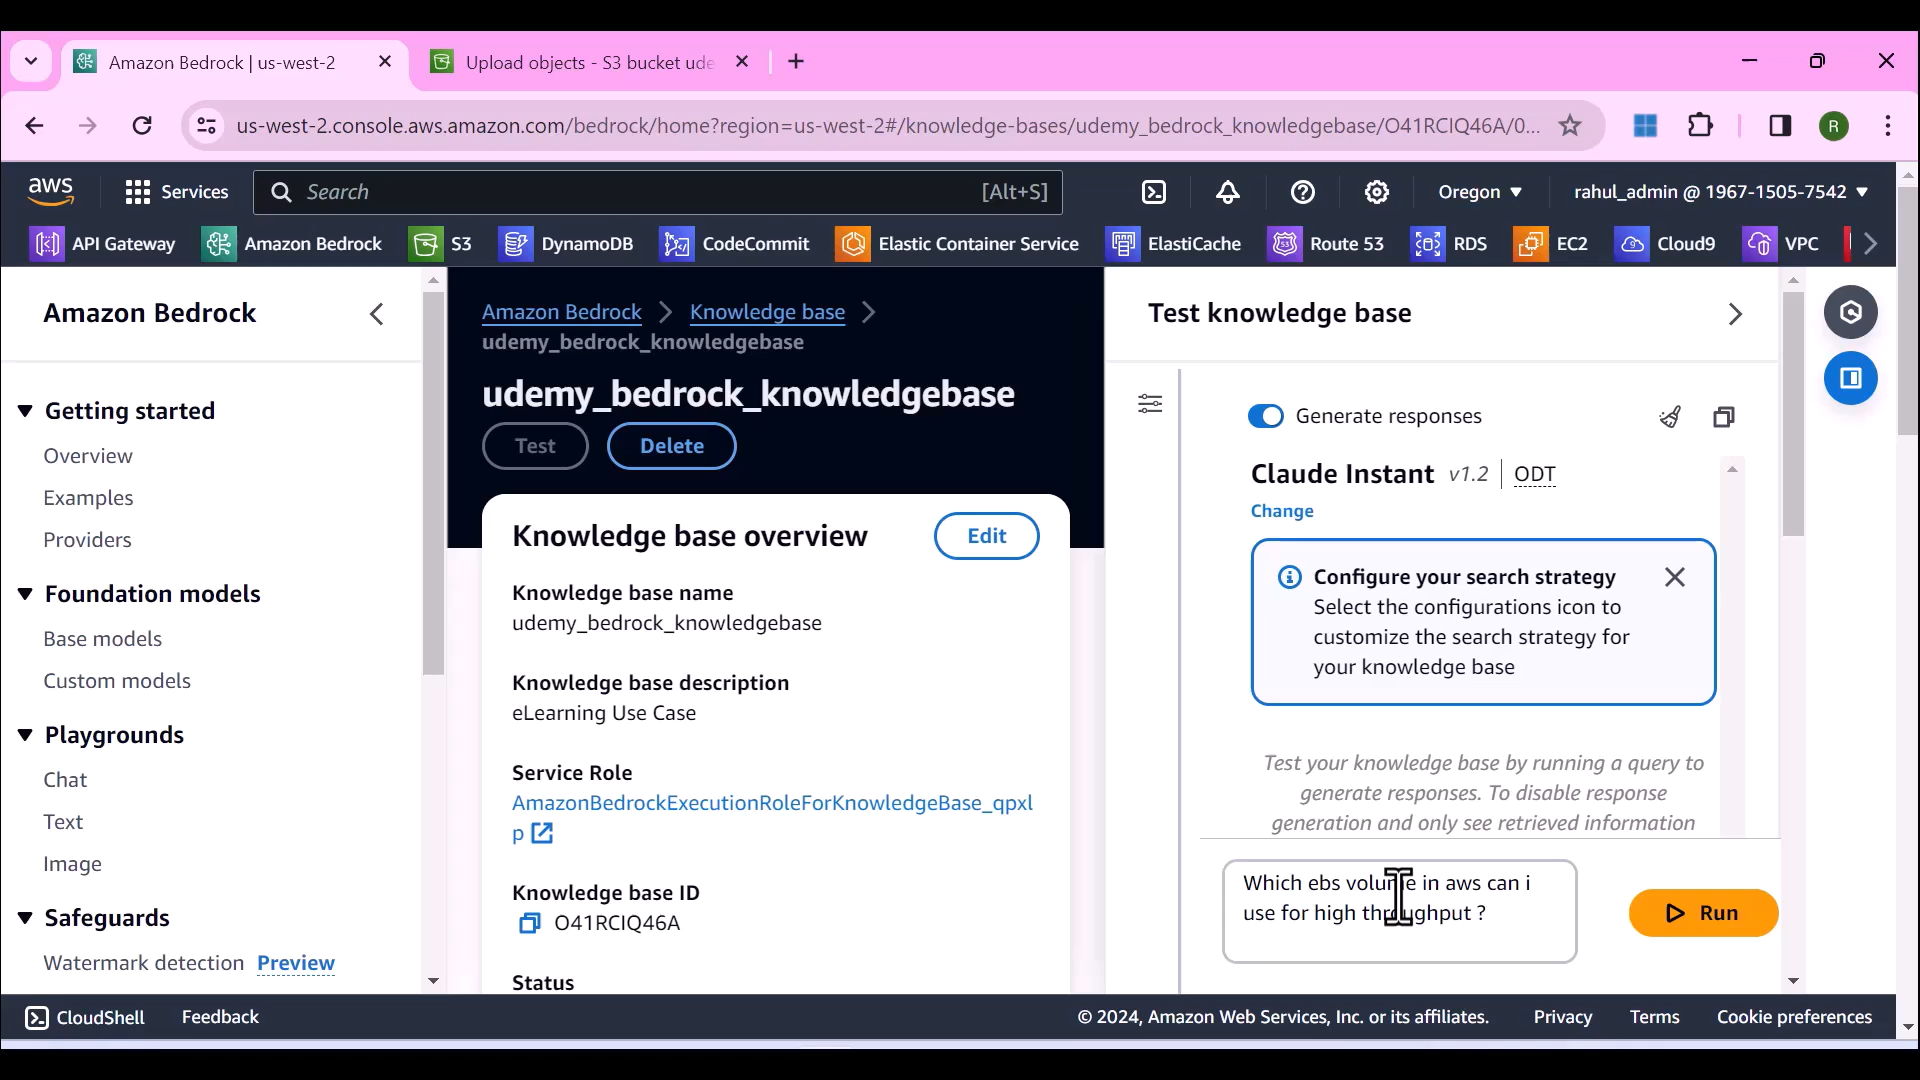 Amazon Bedrock | us-west-2
Upload objects - S3 bucket ude
us-west-2.console.aws.amazon.com/bedrock/home?region=us-west-2#/knowledge-bases/udemy_bedrock_knowledgebase/O41RCIQ46A/0...
R
aws
Services
Search
[Alt+S]
Oregon
rahul_admin @ 1967-1505-7542
API Gateway
Amazon Bedrock
S3
DynamoDB
CodeCommit
Elastic Container Service
ElastiCache
Route 53
RDS
EC2
Cloud9
VPC
Amazon Bedrock
Getting started
Overview
Examples
Providers
Foundation models
Base models
Custom models
Playgrounds
Chat
Text
Image
Safeguards
Watermark detection Preview
Amazon Bedrock
Knowledge base
udemy_bedrock_knowledgebase
udemy_bedrock_knowledgebase
Test
Delete
Knowledge base overview
Edit
Knowledge base name
udemy_bedrock_knowledgebase
Knowledge base description
eLearning Use Case
Service Role
AmazonBedrockExecutionRoleForKnowledgeBase_qpxl
p
Knowledge base ID
O41RCIQ46A
Status
Test knowledge base
Generate responses
Claude Instant v1.2 | ODT
Change
Configure your search strategy
Select the configurations icon to
customize the search strategy for
your knowledge base
Test your knowledge base by running a query to
generate responses. To disable response
generation and only see retrieved information
Which ebs volume in aws can i
use for high throughput ?
Run
CloudShell
Feedback
© 2024, Amazon Web Services, Inc. or its affiliates.
Privacy
Terms
Cookie preferences